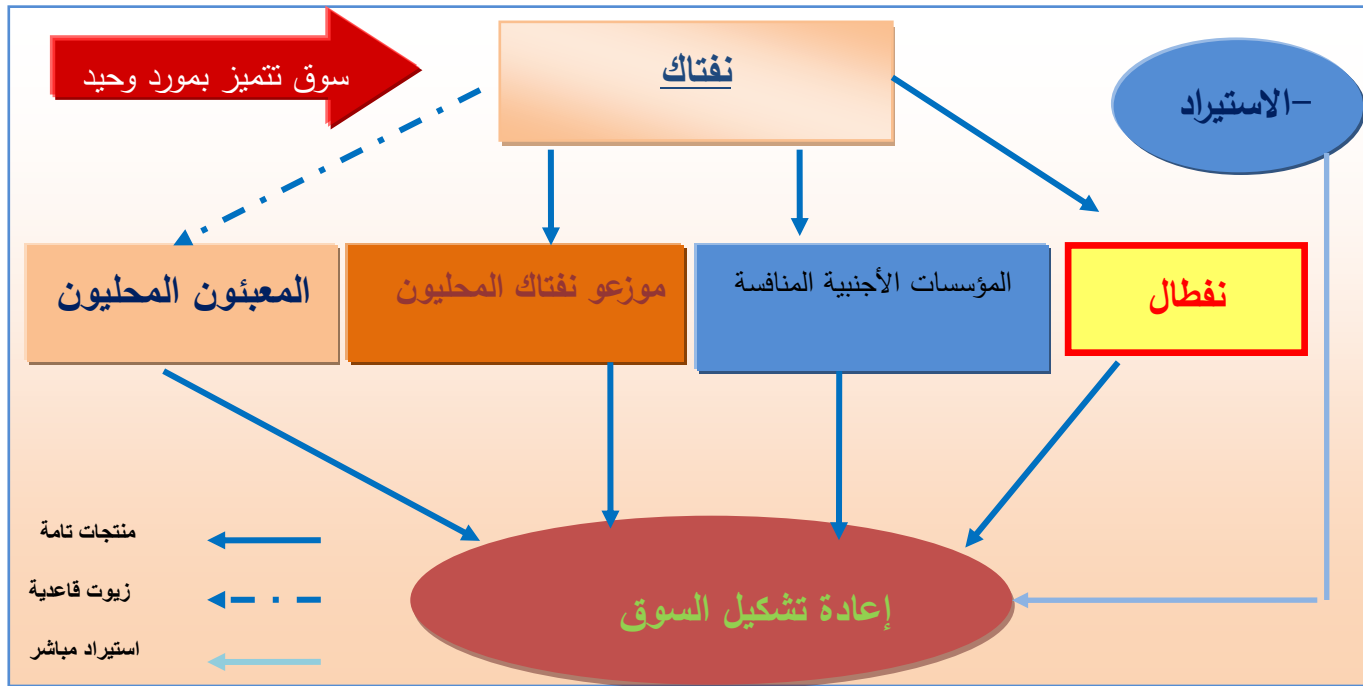 سوق تتميز بمورد وحيد
نفتاك
-الاستيراد
المعبئون المحليون
موزعو نفتاك المحليون
المؤسسات الأجنبية المنافسة
نفطال
إعادة تشكيل السوق
منتجات تامة
زيوت قاعدية
استيراد مباشر